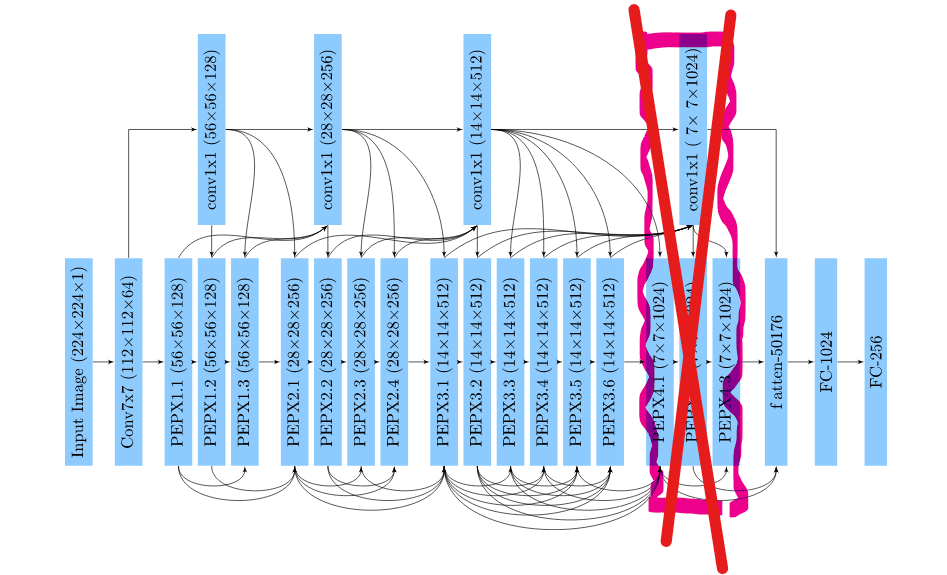 conv1x1 (56×56×128)
conv1x1 (28×28×256)
conv1x1 (14×14×512)
conv1x1 ( 7× 7×1024)
Input Image (224×224×1)
Conv7x7 (112×112×64)
PEPX1.1 (56×56×128)
PEPX1.2 (56×56×128)
PEPX1.3 (56×56×128)
PEPX2.1 (28×28×256)
PEPX2.2 (28×28×256)
PEPX2.3 (28×28×256)
PEPX2.4 (28×28×256)
PEPX3.1 (14×14×512)
PEPX3.2 (14×14×512)
PEPX3.3 (14×14×512)
PEPX3.4 (14×14×512)
PEPX3.5 (14×14×512)
PEPX3.6 (14×14×512)
PEPX4.1 (7×7×1024)
PEPX4.3 (7×7×1024)
f atten-50176
FC-1024
FC-256